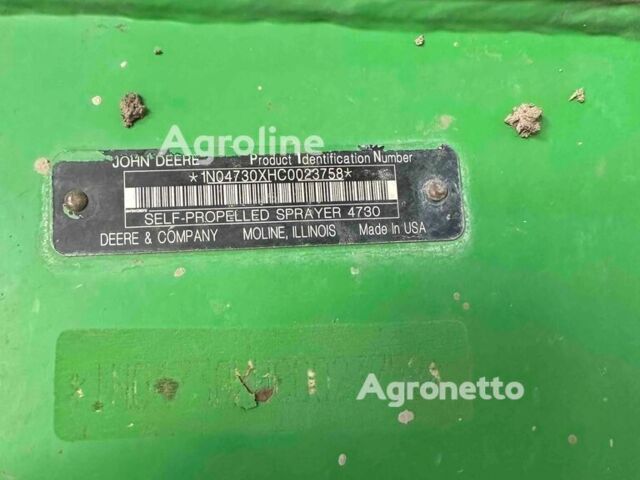 Agroline
JOHN DEERE Product Identification Number
*1N04730XHC0023758*
SELF-PROPELLED SPRAYER 4730
DEERE & COMPANY MOLINE, ILLINOIS Made In USA
Agronetto